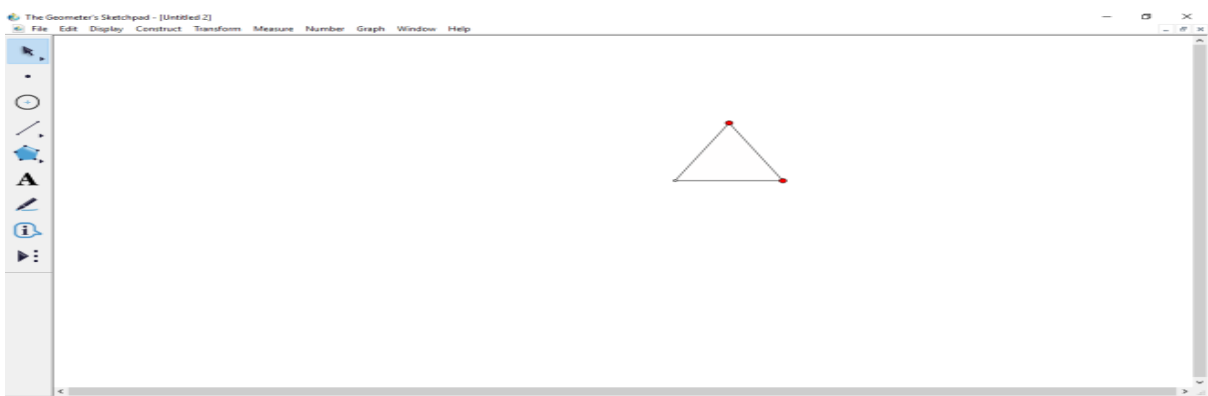 The Geometer's Sketchpad - [Untitled 2]
File Edit Display Construct Transform Measure Number Graph Window Help
A
i